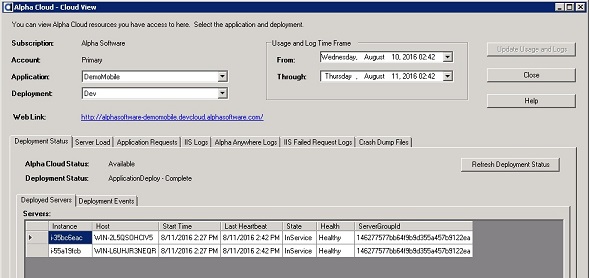 Alpha Cloud - Cloud View
You can view Alpha Cloud resources you have access to here. Select the application and deployment.
Subscription: Alpha Software
Account: Primary
Application: DemoMobile
Deployment: Dev
Web Link: http://alphasoftware-demomobile.devcloud.alphasoftware.com/
Usage and Log Time Frame
From: Wednesday, August 10, 2016 02:42
Through: Thursday , August 11, 2016 02:42
Update Usage and Logs
Close
Help
Deployment Status Server Load Application Requests IIS Logs Alpha Anywhere Logs IIS Failed Request Logs Crash Dump Files
Alpha Cloud Status: Available
Deployment Status: ApplicationDeploy - Complete
Refresh Deployment Status
Deployed Servers Deployment Events
Servers:
Instance Host Start Time Last Heartbeat State Health ServerGroupId
i-35bc6eac WIN-2L5QSOHCIV5 8/11/2016 2:27 PM 8/11/2016 2:42 PM InService Healthy
i-55a19fcb WIN-L6UHJR3NEQR 8/11/2016 2:27 PM 8/11/2016 2:42 PM InService Healthy